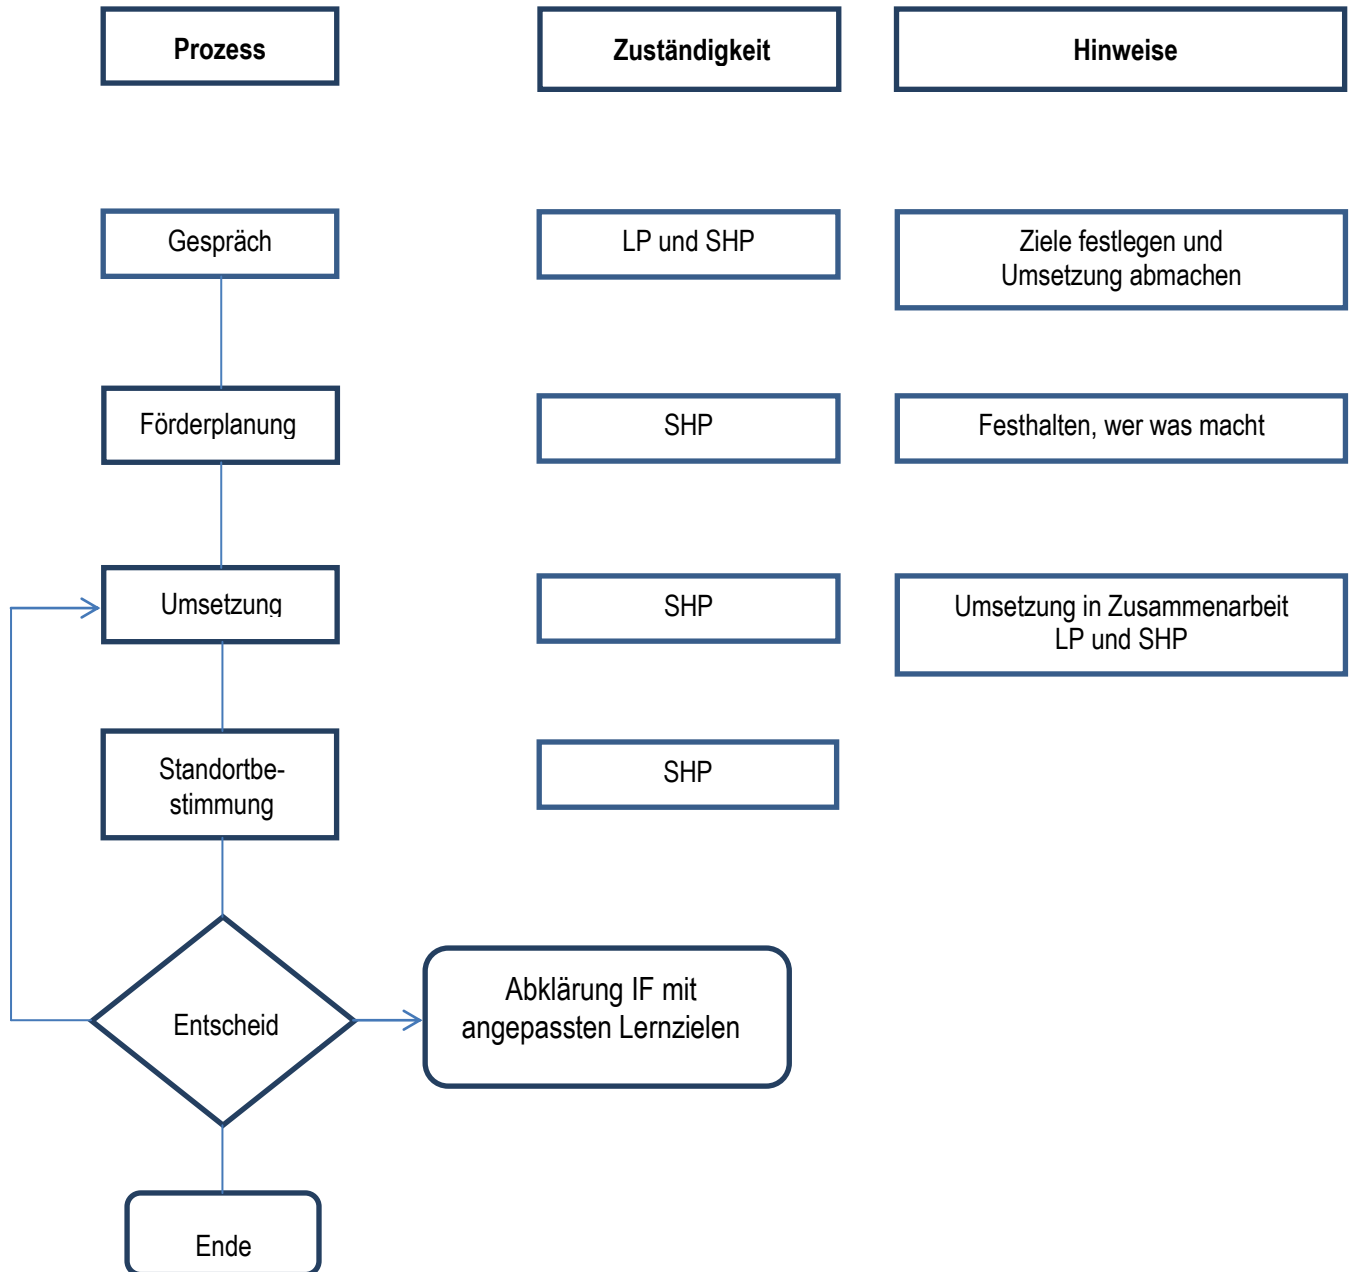 Prozess
Zuständigkeit
Hinweise
Gespräch
LP und SHP
Ziele festlegen und
Umsetzung abmachen
Förderplanung
SHP
Festhalten, wer was macht
Umsetzung
SHP
Umsetzung in Zusammenarbeit
LP und SHP
Standortbe-
stimmung
SHP
Entscheid
Abklärung IF mit
angepassten Lernzielen
Ende